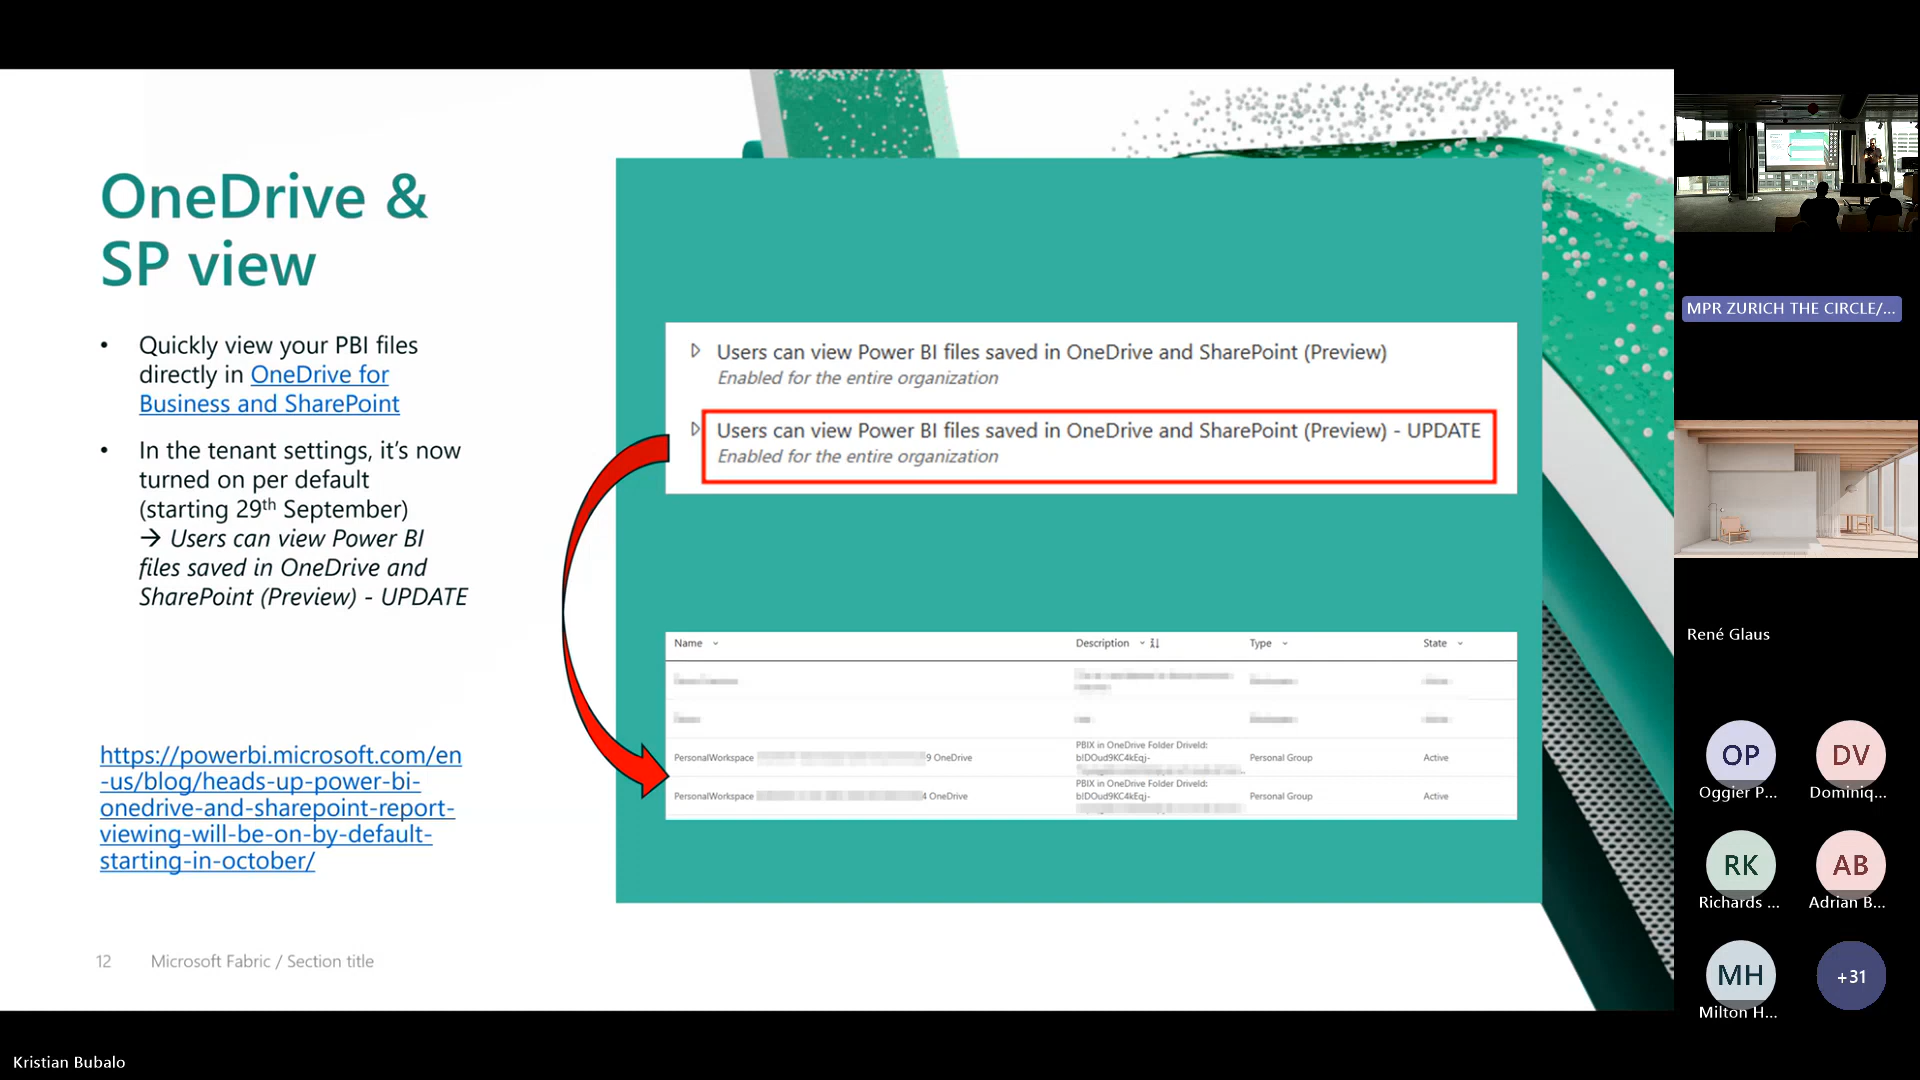 OneDrive &
SP view
• Quickly view your PBI files
directly in OneDrive for
Business and SharePoint
• In the tenant settings, it's now
turned on per default
(starting 29th September)
→ Users can view Power BI
files saved in OneDrive and
SharePoint (Preview) - UPDATE
https://powerbi.microsoft.com/en
-us/blog/heads-up-power-bi-
onedrive-and-sharepoint-report-
viewing-will-be-on-by-default-
starting-in-october/
12 Microsoft Fabric / Section title
Users can view Power BI files saved in OneDrive and SharePoint (Preview)
Enabled for the entire organization
Users can view Power BI files saved in OneDrive and SharePoint (Preview) - UPDATE
Enabled for the entire organization
Name Description Type State
PBIX in OneDrive Folder DriveId:
PersonalWorkspace 9 OneDrive bIDOud9KC4kEqj- Personal Group Active
PBIX in OneDrive Folder DriveId:
PersonalWorkspace 4 OneDrive bIDOud9KC4kEqj- Personal Group Active
MPR ZURICH THE CIRCLE/...
René Glaus
OP DV
Oggier P... Dominiq...
RK AB
Richards ... Adrian B...
MH +31
Milton H...
Kristian Bubalo